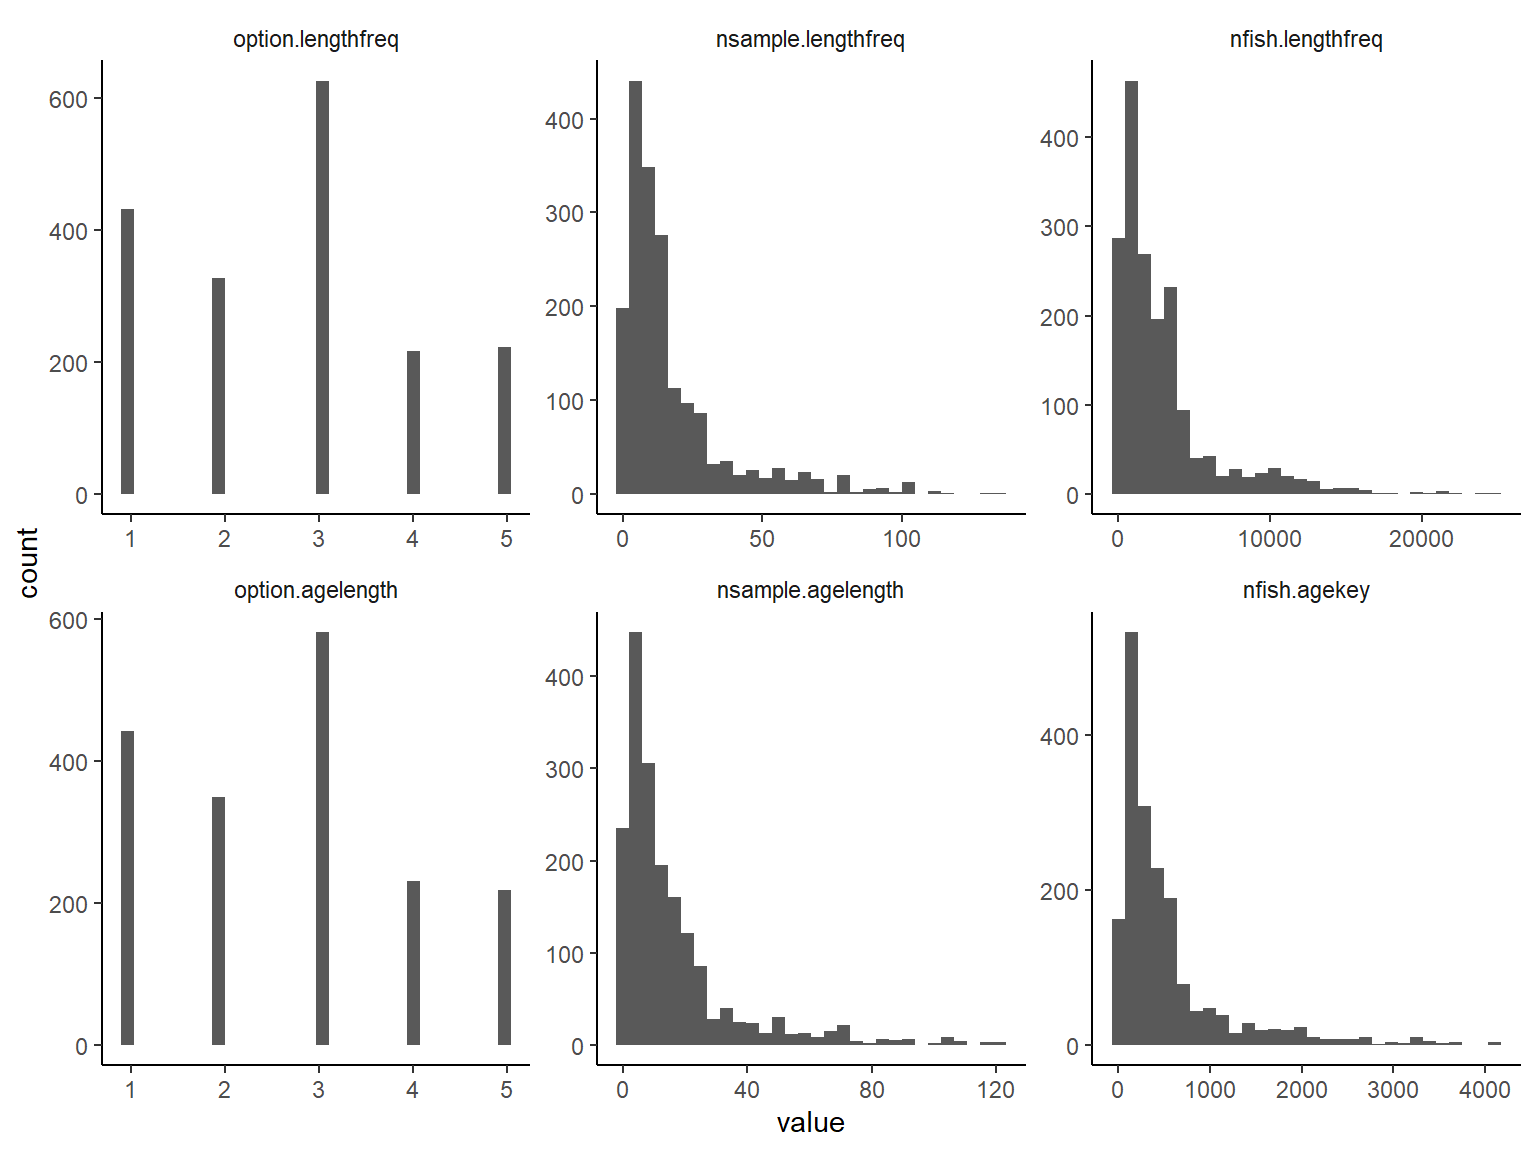 option.lengthfreq
nsample.lengthfreq
nfish.lengthfreq
600
400
200
0
1 2 3 4 5
400
300
200
100
0
0 50 100
400
300
200
100
0
0 10000 20000
count
option.agelength
nsample.agelength
nfish.agekey
600
400
200
0
1 2 3 4 5
400
300
200
100
0
0 40 80 120
400
200
0
0 1000 2000 3000 4000
value